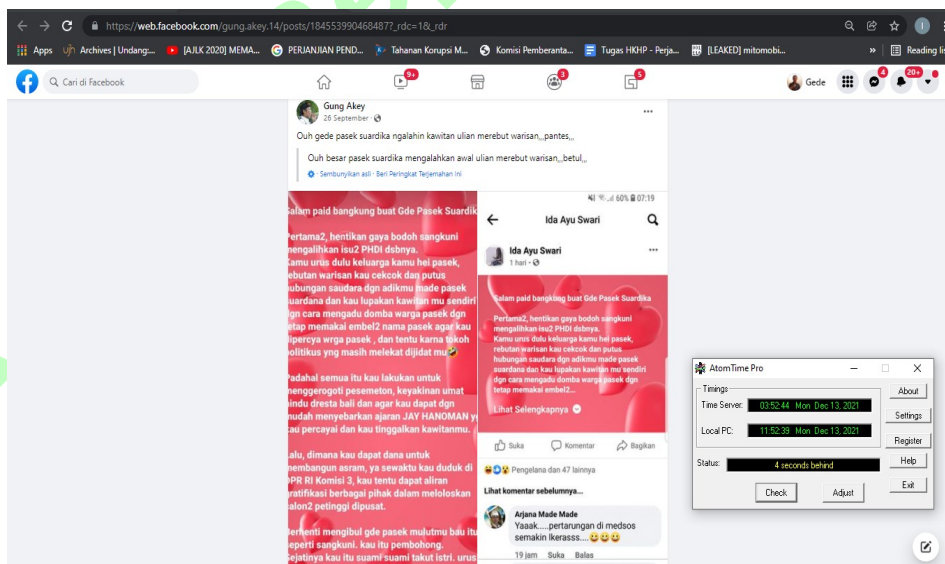 https://web.facebook.com/gung.akey.14/posts/184553990468487?_rdc=1&_rdr
Apps
Archives | Undang:...
[AJLK 2020] MEMA...
PERJANJIAN PEND...
Tahanan Korupsi M...
Komisi Pemberanta...
Tugas HKHP - Perja...
[LEAKED] mitomobi...
»
Reading lis
Cari di Facebook
9+
3
5
Gede
4
20+
Gung Akey
26 September
Ouh gede pasek suardika ngalahin kawitan ulian merebut warisan,,,pantes,,,
Ouh besar pasek suardika mengalahkan awal ulian merebut warisan,,,betul,,,
Sembunyikan asli · Beri Peringkat Terjemahan Ini
Salam paid bangkung buat Gde Pasek Suardik
Pertama2, hentikan gaya bodoh sangkuni
mengalihkan isu2 PHDI dsbnya.
Kamu urus dulu keluarga kamu hei pasek,
rebutan warisan kau cekcok dan putus
hubungan saudara dgn adikmu made pasek
suardana dan kau lupakan kawitan mu sendiri
dgn cara mengadu domba warga pasek dgn
tetap memakai embel2 nama pasek agar kau
dipercya wrga pasek , dan tentu karna tokoh
politikus yng masih melekat dijidat mu
Padahal semua itu kau lakukan untuk
menggerogoti pesemeton, keyakinan umat
hindu dresta bali dan agar kau dapat dgn
mudah menyebarkan ajaran JAY HANOMAN y
kau percayai dan kau tinggalkan kawitanmu.
Lalu, dimana kau dapat dana untuk
membangun asram, ya sewaktu kau duduk di
DPR RI Komisi 3, kau tentu dapat aliran
gratifikasi berbagai pihak dalam meloloskan
calon2 petinggi dipusat.
Berhenti mengibul gde pasek mulutmu bau itu
seperti sangkuni. kau itu pembohong.
Sejatinya kau itu suami suami takut istri. urus
60% 07:19
Ida Ayu Swari
Ida Ayu Swari
1 hari
Salam paid bangkung buat Gde Pasek Suardika
Pertama2, hentikan gaya bodoh sangkuni
mengalihkan isu2 PHDI dsbnya.
Kamu urus dulu keluarga kamu hei pasek,
rebutan warisan kau cekcok dan putus
hubungan saudara dgn adikmu made pasek
suardana dan kau lupakan kawitan mu sendiri
dgn cara mengadu domba warga pasek dgn
tetap memakai embel2...
Lihat Selengkapnya
Suka
Komentar
Bagikan
Pengelana dan 47 lainnya
Lihat komentar sebelumnya...
Arjana Made Made
Yaaak.....pertarungan di medsos
semakin lkerasss....
19 jam Suka Balas
AtomTime Pro
Timings
Time Server: 03:52:44 Mon Dec 13, 2021
Local PC: 11:52:39 Mon Dec 13, 2021
Status: 4 seconds behind
Check
Adjust
About
Settings
Register
Help
Exit